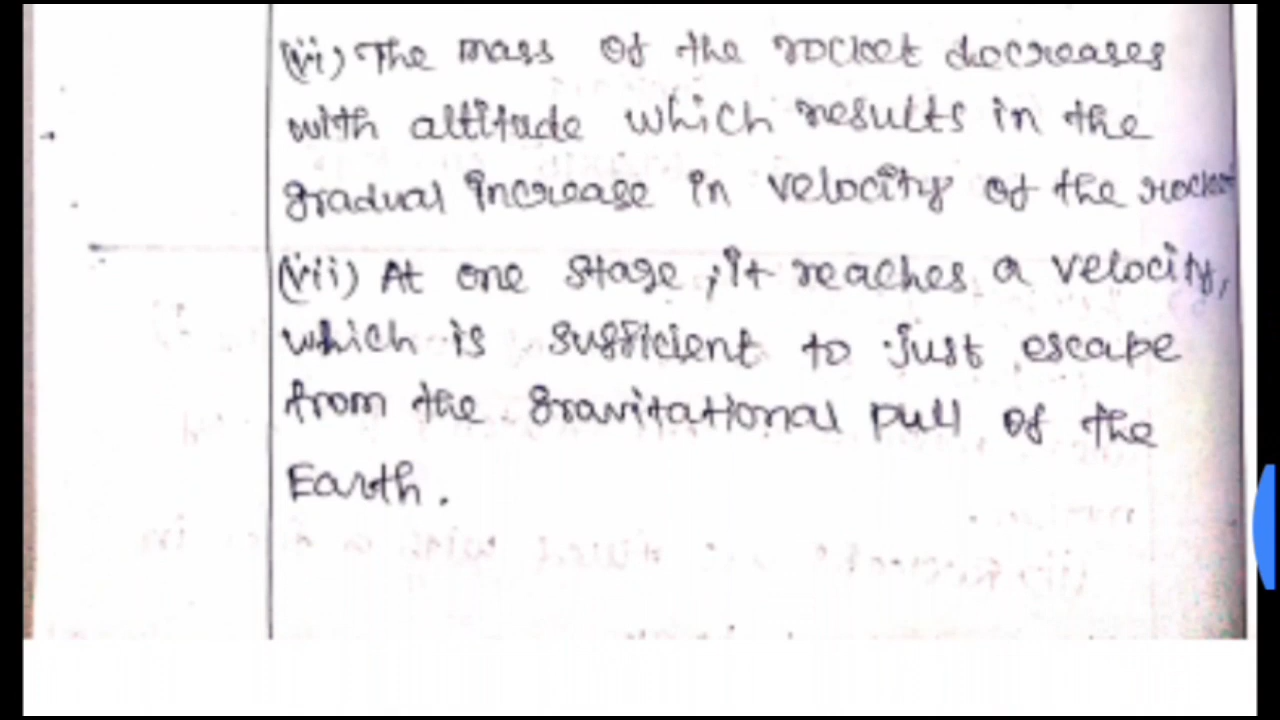 (vi) The mass of the rocket decreases
with altitude which results in the
gradual increase in velocity of the rocket
(vii) At one stage, it reaches a velocity,
which is sufficient to just escape
from the gravitational pull of the
Earth.